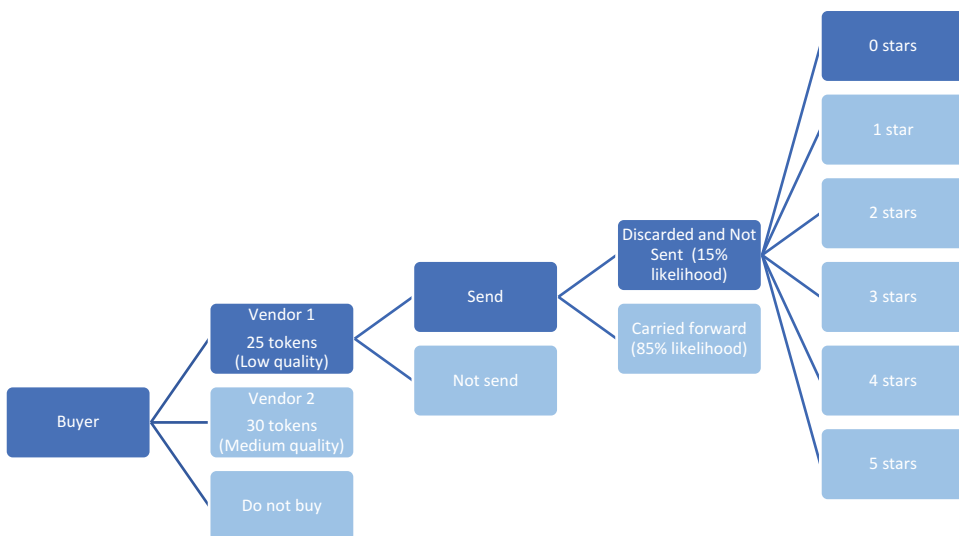 Buyer
Vendor 1
25 tokens
(Low quality)
Vendor 2
30 tokens
(Medium quality)
Do not buy
Send
Not send
Discarded and Not
Sent (15%
likelihood)
Carried forward
(85% likelihood)
0 stars
1 star
2 stars
3 stars
4 stars
5 stars